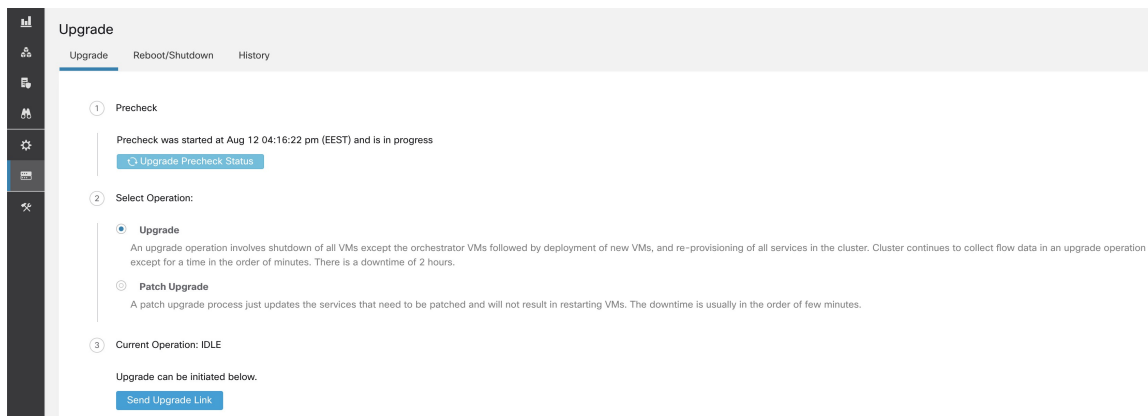 Upgrade
Upgrade Reboot/Shutdown History
1 Precheck
Precheck was started at Aug 12 04:16:22 pm (EEST) and is in progress
Upgrade Precheck Status
2 Select Operation:
Upgrade
An upgrade operation involves shutdown of all VMs except the orchestrator VMs followed by deployment of new VMs, and re-provisioning of all services in the cluster. Cluster continues to collect flow data in an upgrade operation
except for a time in the order of minutes. There is a downtime of 2 hours.
Patch Upgrade
A patch upgrade process just updates the services that need to be patched and will not result in restarting VMs. The downtime is usually in the order of few minutes.
3 Current Operation: IDLE
Upgrade can be initiated below.
Send Upgrade Link